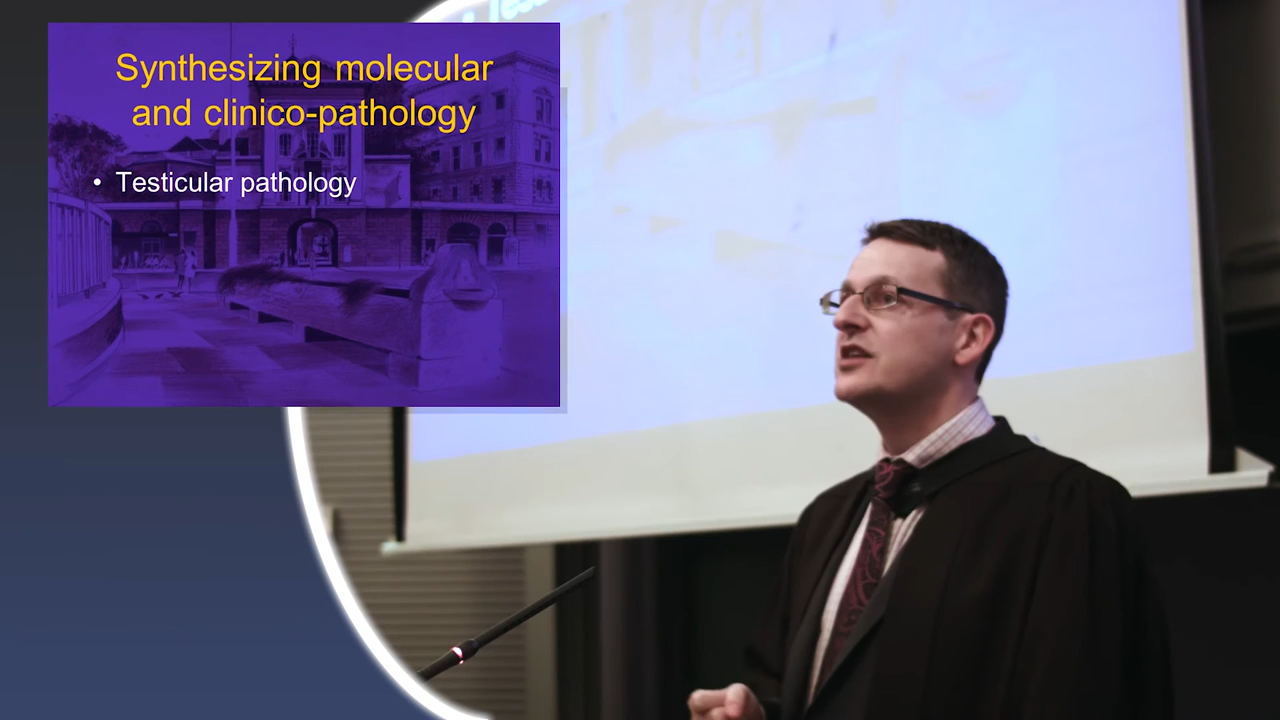 Synthesizing molecular
and clinico-pathology
• Testicular pathology